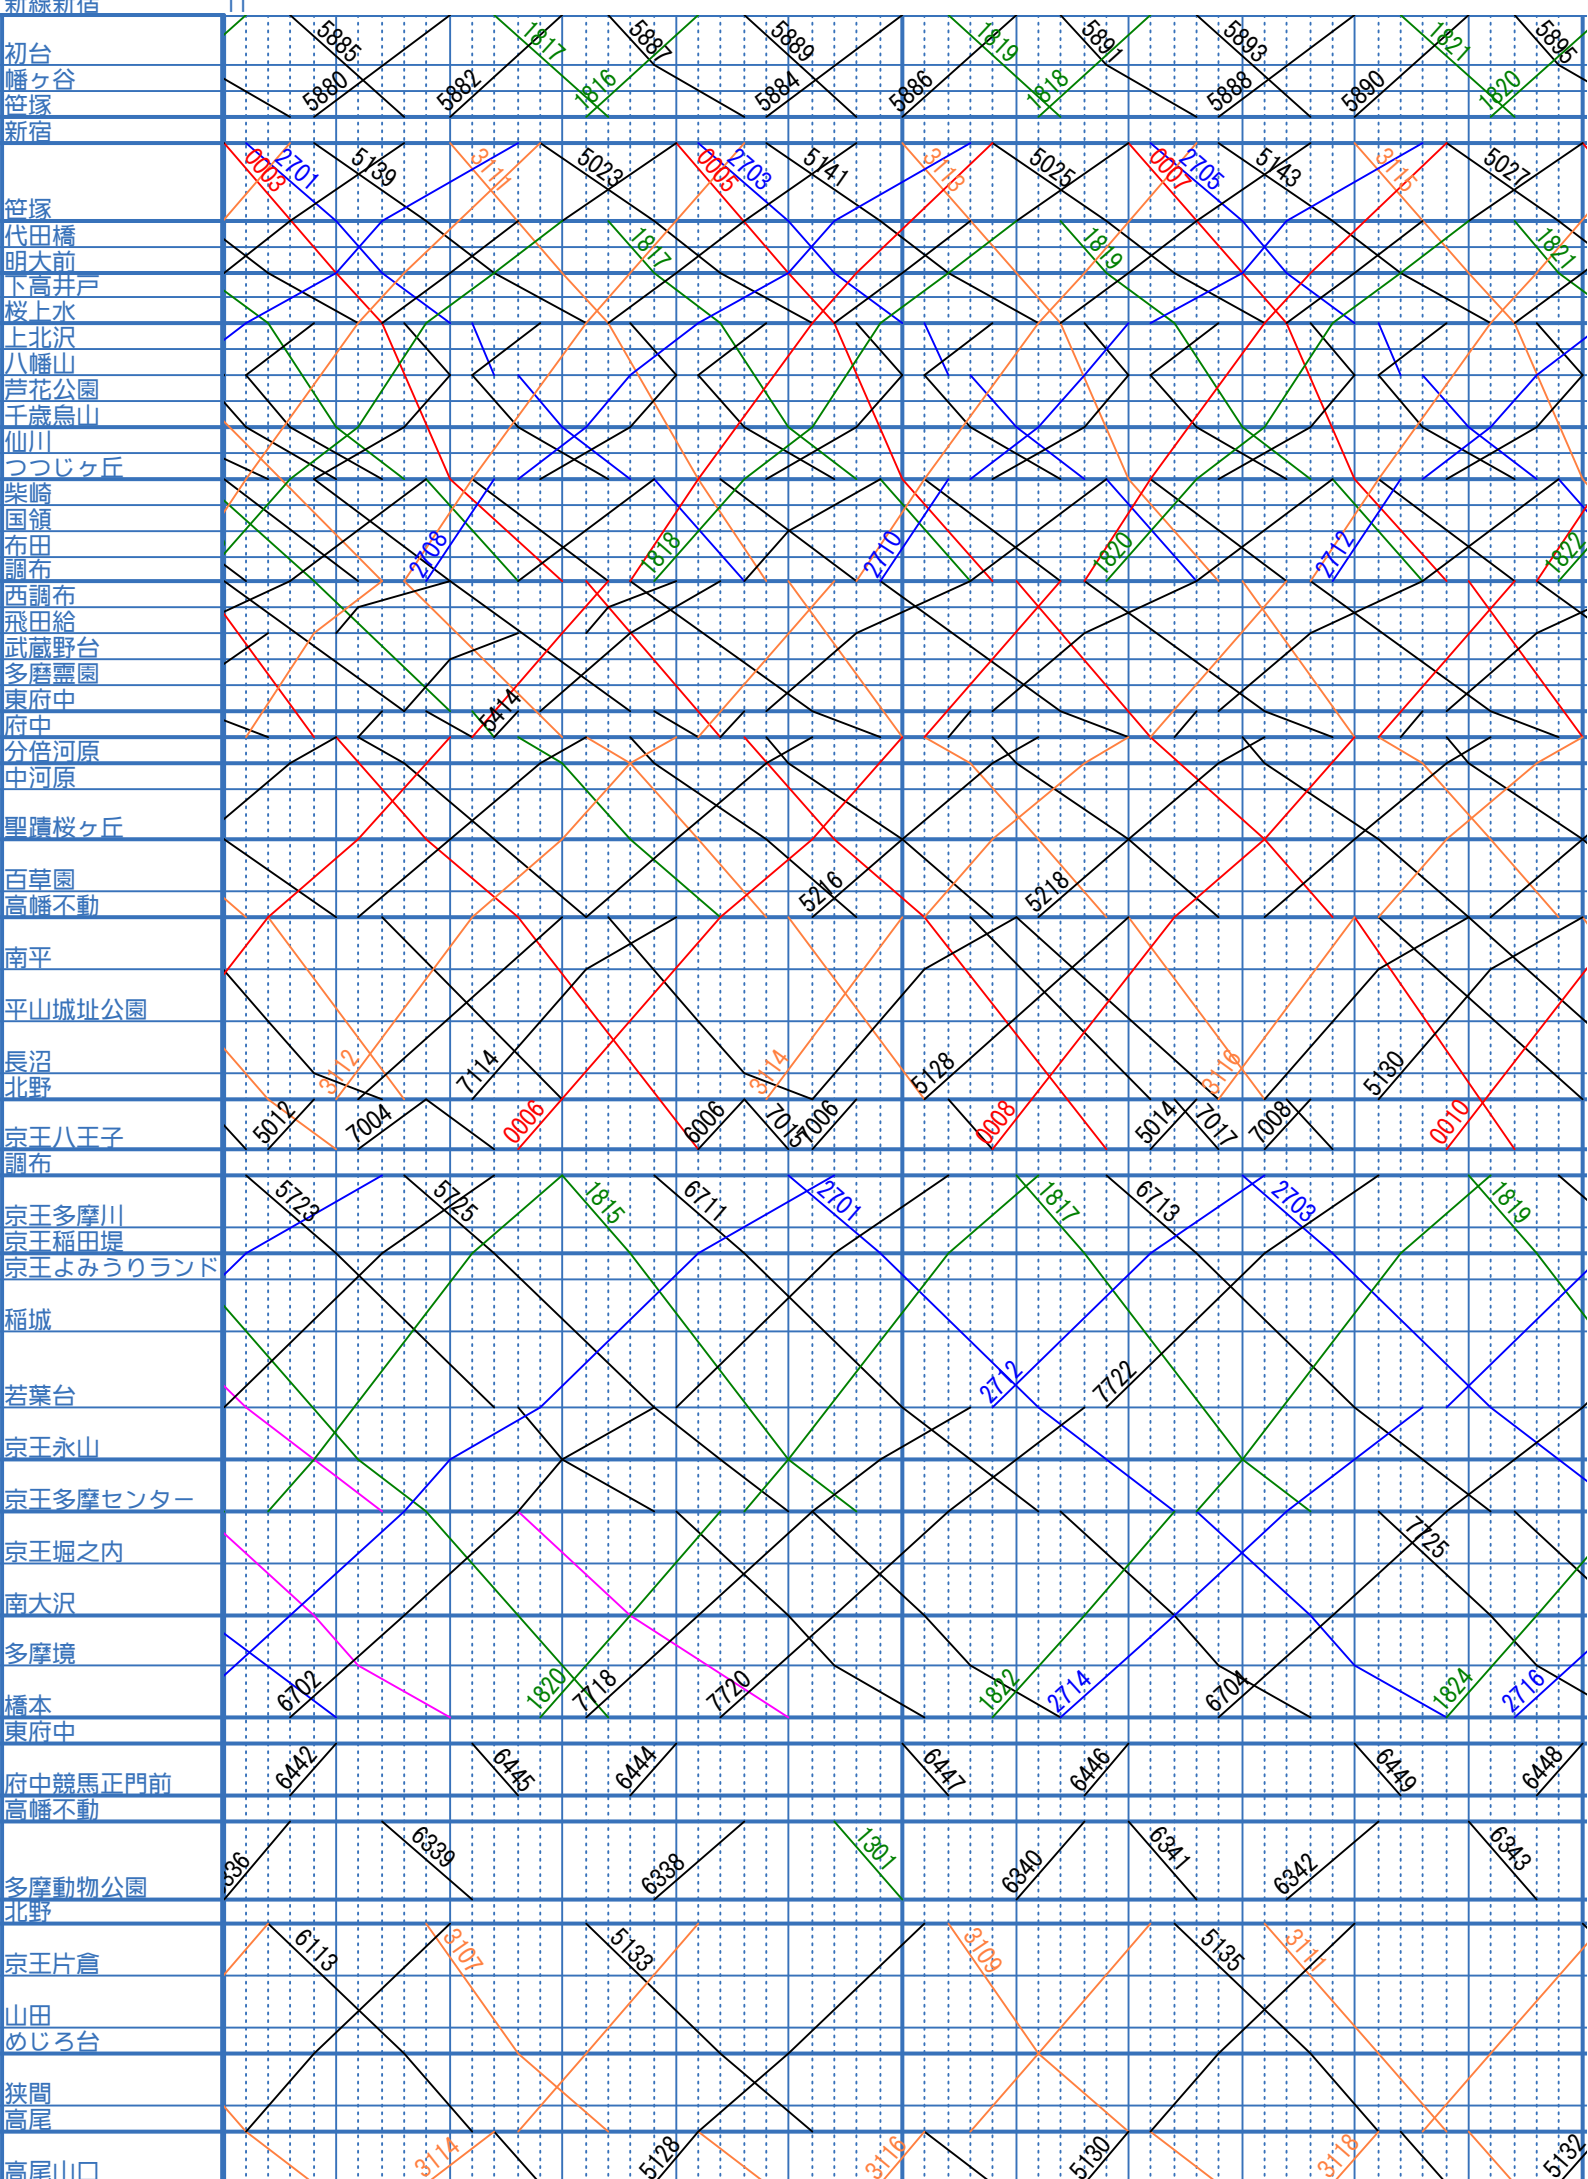 新線新宿 11
初台
幡ヶ谷
笹塚
5885 5880 5882 1817 1816 5887 5889 5884 5886 1819 1818 5891 5893 5888 5890 1821 1820 5895
新宿
0003 2701 5139 3111 5023 0005 2703 5141 3113 5025 0007 2705 5143 3115 5027
笹塚
代田橋
明大前
1817 1819 1821
下高井戸
桜上水
上北沢
八幡山
芦花公園
千歳烏山
仙川
つつじヶ丘
柴崎
国領
布田
調布
2708 1818 2710 1820 2712 1822
西調布
飛田給
武蔵野台
多磨霊園
東府中
府中
5414
分倍河原
中河原
聖蹟桜ヶ丘
百草園
高幡不動
5216 5218
南平
平山城址公園
長沼
北野
3112 7114 3114 5128 3116 5130
京王八王子
5012 7004 0006 6006 7015 7006 0008 5014 7017 7008 0010
調布
京王多摩川
5723 5725 1815 6711 2701 1817 6713 2703 1819
京王稲田堤
京王よみうりランド
稲城
若葉台
2712 7722
京王永山
京王多摩センター
京王堀之内
7725
南大沢
多摩境
橋本
6702 1820 7718 7720 1822 2714 6704 1824 2716
東府中
府中競馬正門前
6442 6445 6444 6447 6446 6449 6448
高幡不動
多摩動物公園
336 6339 6338 1301 6340 6341 6342 6343
北野
京王片倉
6113 3107 5133 3109 5135 3111
山田
めじろ台
狭間
高尾
高尾山口
3114 5128 3116 5130 3118 5132